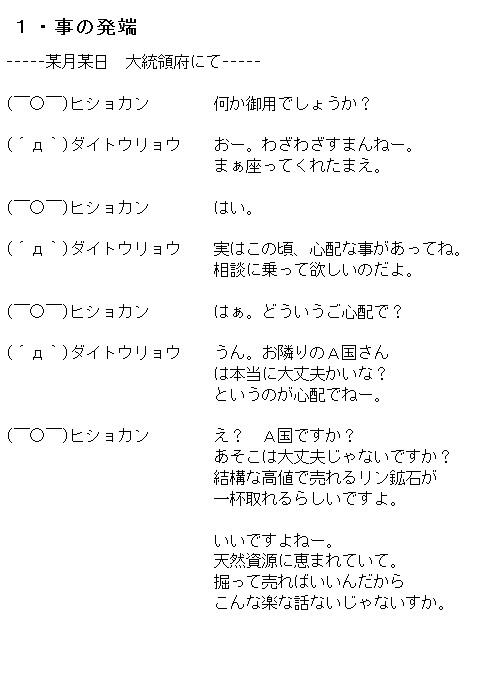 １・事の発端
-----某月某日　大統領府にて-----
(￣〇￣)ヒショカン　何か御用でしょうか？
(´д`)ダイトウリョウ　おー。わざわざすまんねー。
まぁ座ってくれたまえ。
(￣〇￣)ヒショカン　はい。
(´д`)ダイトウリョウ　実はこの頃、心配な事があってね。
相談に乗って欲しいのだよ。
(￣〇￣)ヒショカン　はぁ。どういうご心配で？
(´д`)ダイトウリョウ　うん。お隣りのＡ国さん
は本当に大丈夫かいな？
というのが心配でねー。
(￣〇￣)ヒショカン　え？　Ａ国ですか？
あそこは大丈夫じゃないですか？
結構な高値で売れるリン鉱石が
一杯取れるらしいですよ。
いいですよねー。
天然資源に恵まれていて。
掘って売ればいいんだから
こんな楽な話ないじゃないすか。